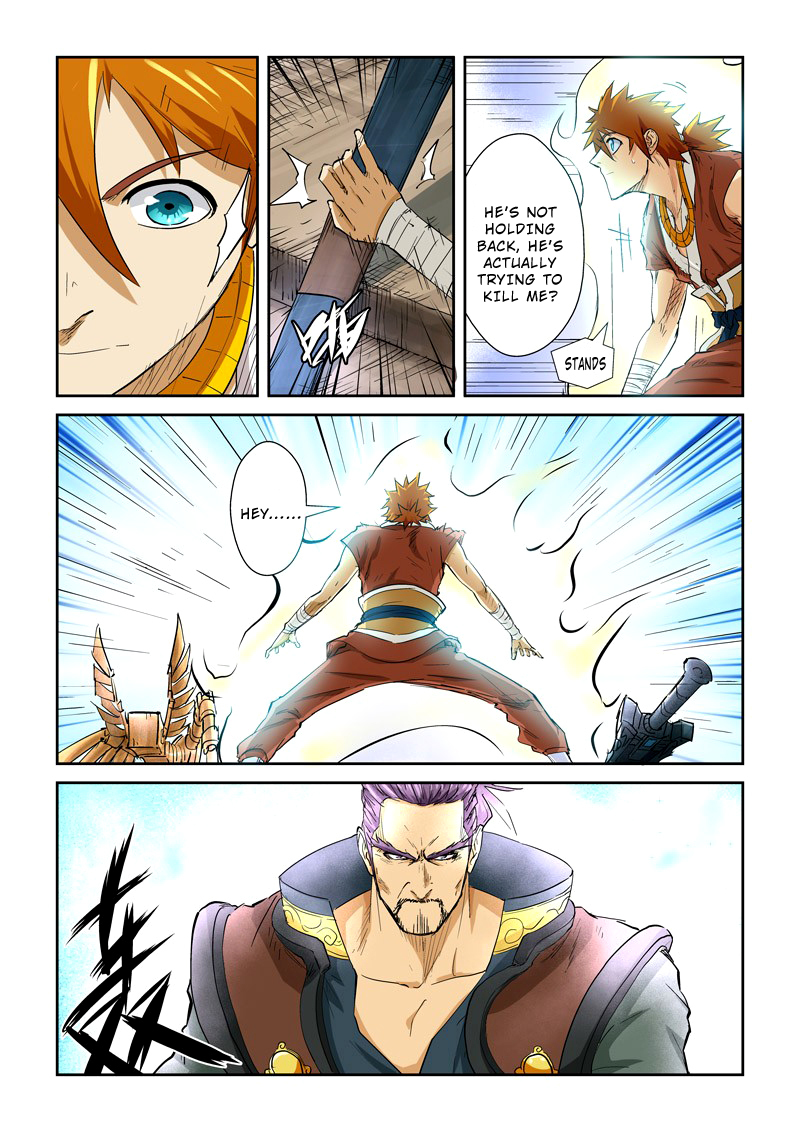 HE'S NOT
HOLDING
BACK, HE'S
ACTUALLY
TRYING TO
KILL ME?
STANDS
HEY......